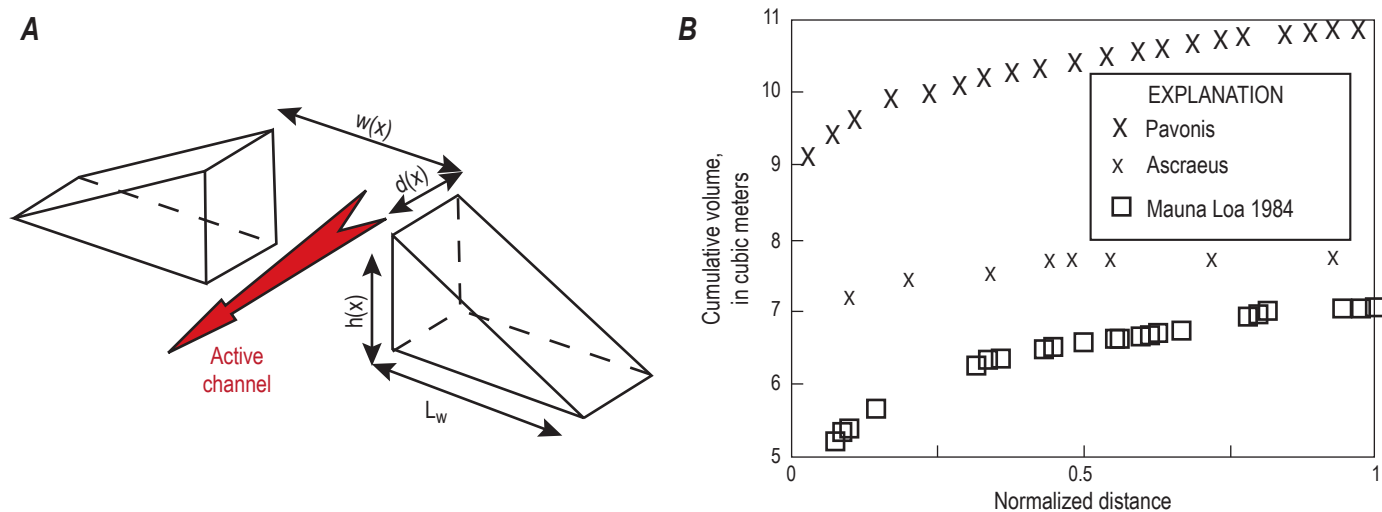 A
w(x)
d(x)
h(x)
L_w
Active
channel
B
Cumulative volume,
in cubic meters
11
10
9
8
7
6
5
0
0.5
1
Normalized distance
EXPLANATION
X Pavonis
x Ascraeus
Mauna Loa 1984